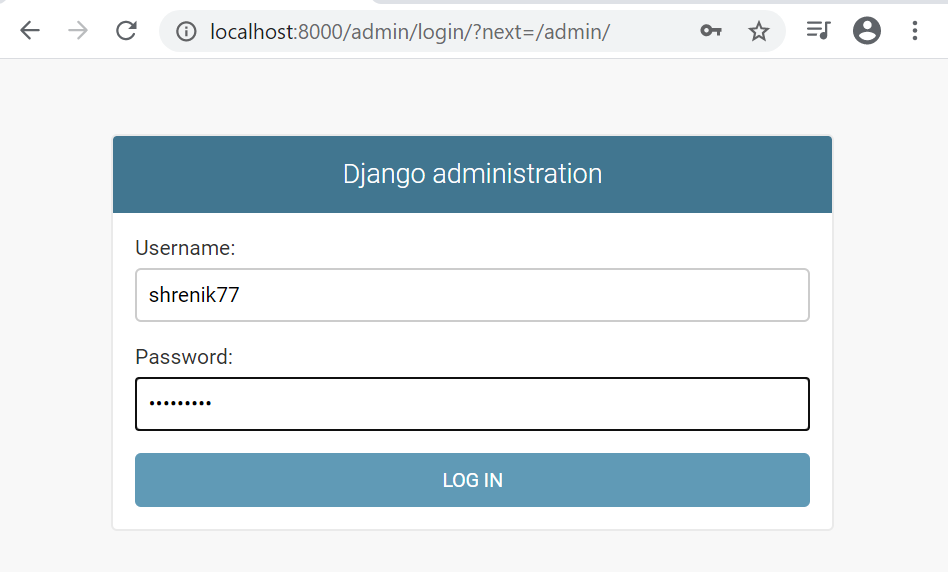 localhost:8000/admin/login/?next=/admin/
Django administration
Username:
shrenik77
Password:
•••••••••
LOG IN